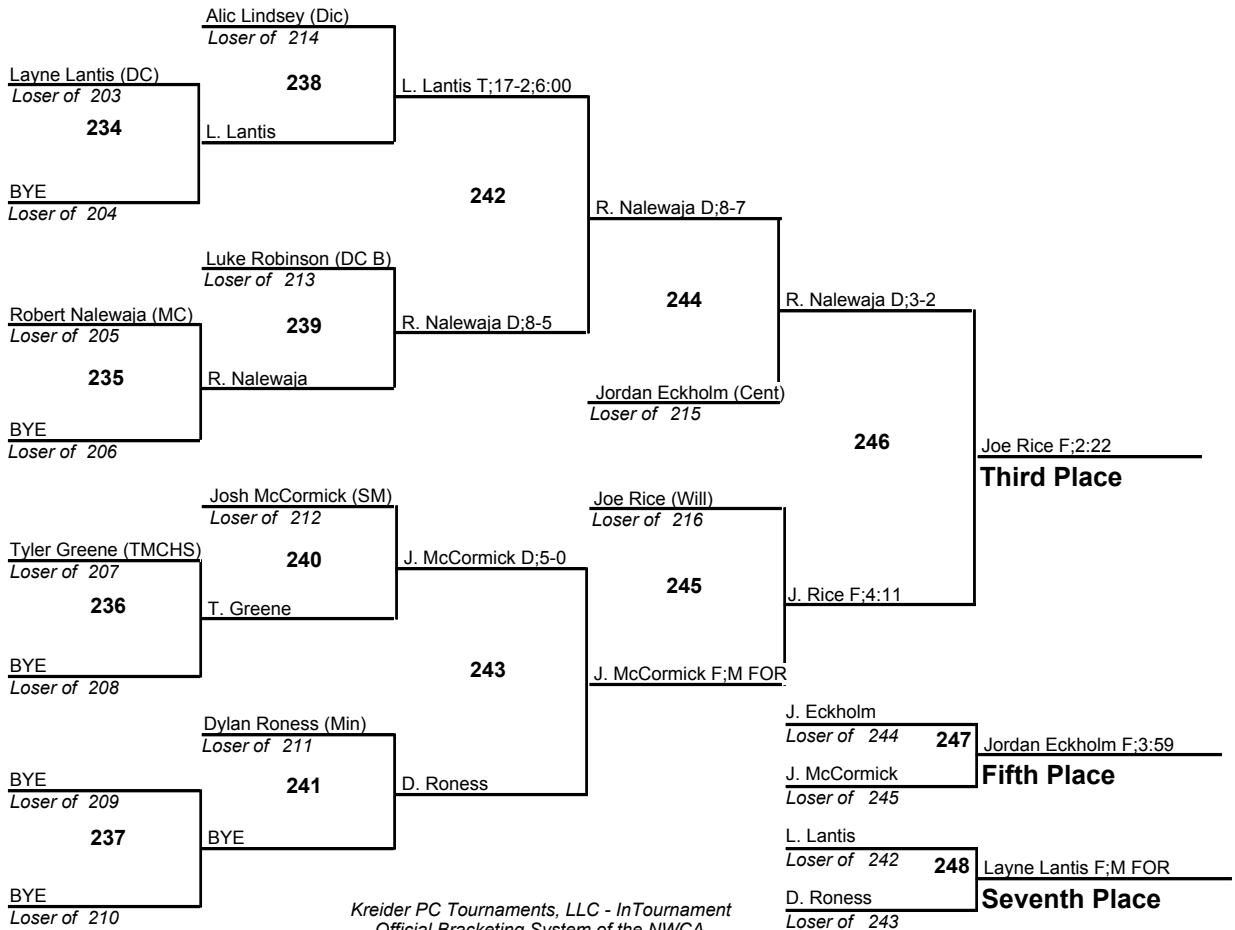 Alic Lindsey (Dic)
Loser of 214
Layne Lantis (DC)
Loser of 203
238
L. Lantis T;17-2;6:00
234
L. Lantis
BYE
Loser of 204
242
R. Nalewaja D;8-7
Luke Robinson (DC B)
Loser of 213
244
R. Nalewaja D;3-2
Robert Nalewaja (MC)
Loser of 205
239
R. Nalewaja D;8-5
235
R. Nalewaja
Jordan Eckholm (Cent)
Loser of 215
BYE
Loser of 206
246
Joe Rice F;2:22
Third Place
Josh McCormick (SM)
Loser of 212
Joe Rice (Will)
Loser of 216
Tyler Greene (TMCHS)
Loser of 207
240
J. McCormick D;5-0
245
J. Rice F;4:11
236
T. Greene
BYE
Loser of 208
243
J. McCormick F;M FOR
Dylan Roness (Min)
Loser of 211
J. Eckholm
Loser of 244
247
Jordan Eckholm F;3:59
Fifth Place
J. McCormick
Loser of 245
BYE
Loser of 209
241
D. Roness
237
BYE
L. Lantis
Loser of 242
248
Layne Lantis F;M FOR
Seventh Place
D. Roness
Loser of 243
BYE
Loser of 210
Kreider PC Tournaments, LLC - InTournament
Official Bracketing System of the NWCA